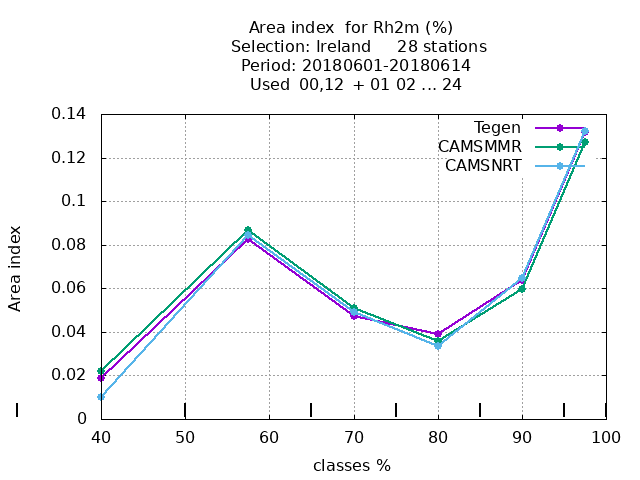 Area index  for Rh2m (%)
Selection: Ireland     28 stations
Period: 20180601-20180614
Used  00,12  + 01 02 ... 24
Tegen
CAMSMMR
CAMSNRT
0.14
0.12
0.1
0.08
0.06
0.04
0.02
0
Area index
40 50 60 70 80 90 100
classes %